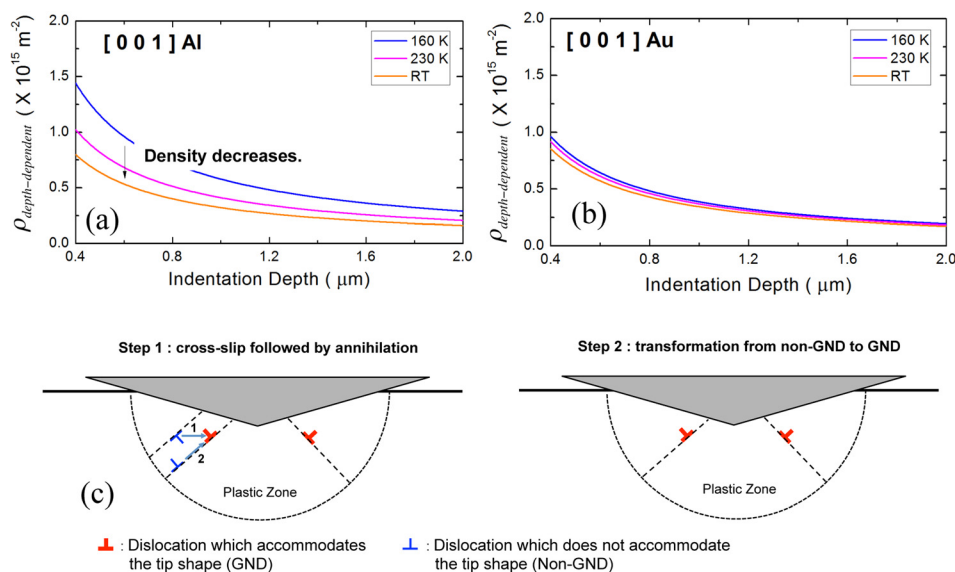 [ 0 0 1 ] Al
160 K
230 K
RT
Density decreases.
(a)
ρdepth-dependent ( X 10¹⁵ m⁻²)
2.0
1.5
1.0
0.5
0.0
0.4 0.8 1.2 1.6 2.0
Indentation Depth ( μm)
[ 0 0 1 ] Au
160 K
230 K
RT
(b)
ρdepth-dependent ( X 10¹⁵ m⁻²)
2.0
1.5
1.0
0.5
0.0
0.4 0.8 1.2 1.6 2.0
Indentation Depth ( μm)
Step 1 : cross-slip followed by annihilation
1
2
Plastic Zone
(c)
Step 2 : transformation from non-GND to GND
Plastic Zone
: Dislocation which accommodates
the tip shape (GND)
: Dislocation which does not accommodate
the tip shape (Non-GND)